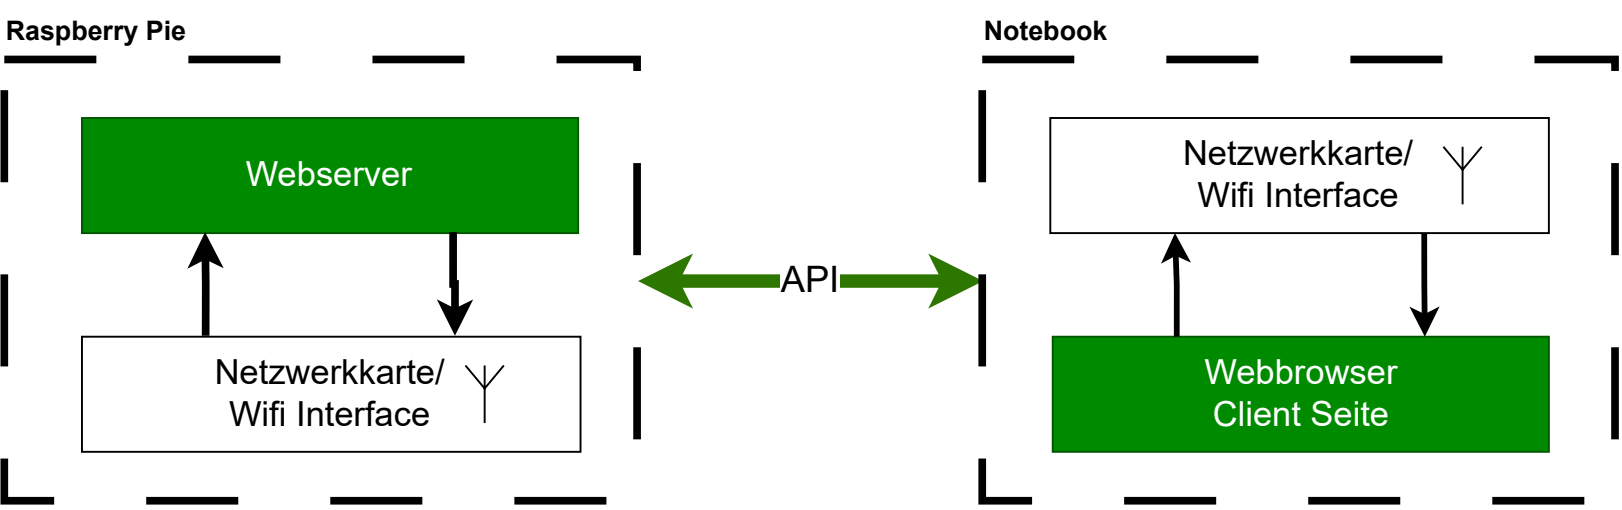 Raspberry Pie
Notebook
Webserver
Netzwerkkarte/
Wifi Interface
API
Netzwerkkarte/
Wifi Interface
Webbrowser
Client Seite